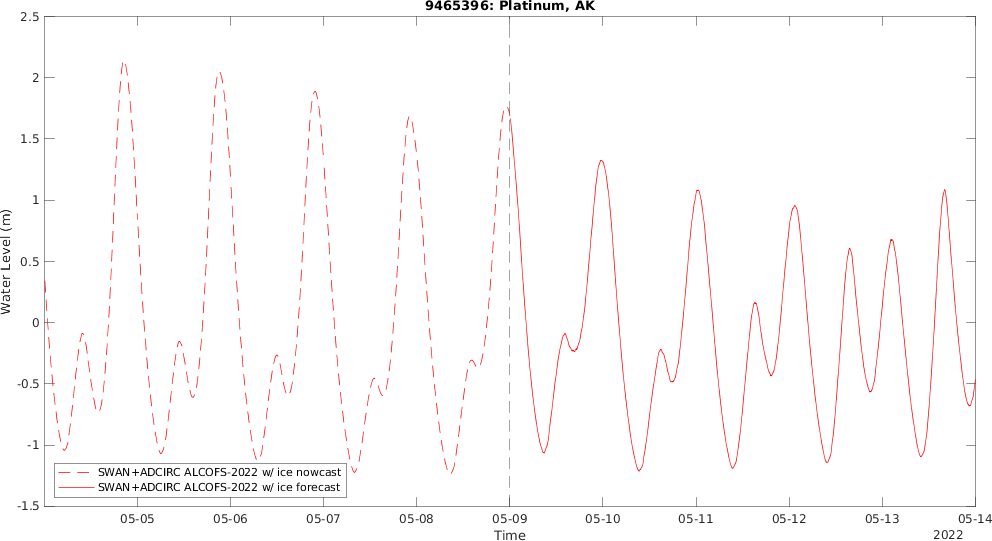 9465396: Platinum, AK
2.5
2
1.5
1
0.5
0
-0.5
-1
-1.5
Water Level (m)
SWAN+ADCIRC ALCOFS-2022 w/ ice nowcast
SWAN+ADCIRC ALCOFS-2022 w/ ice forecast
05-05 05-06 05-07 05-08 05-09 05-10 05-11 05-12 05-13 05-14
Time
2022